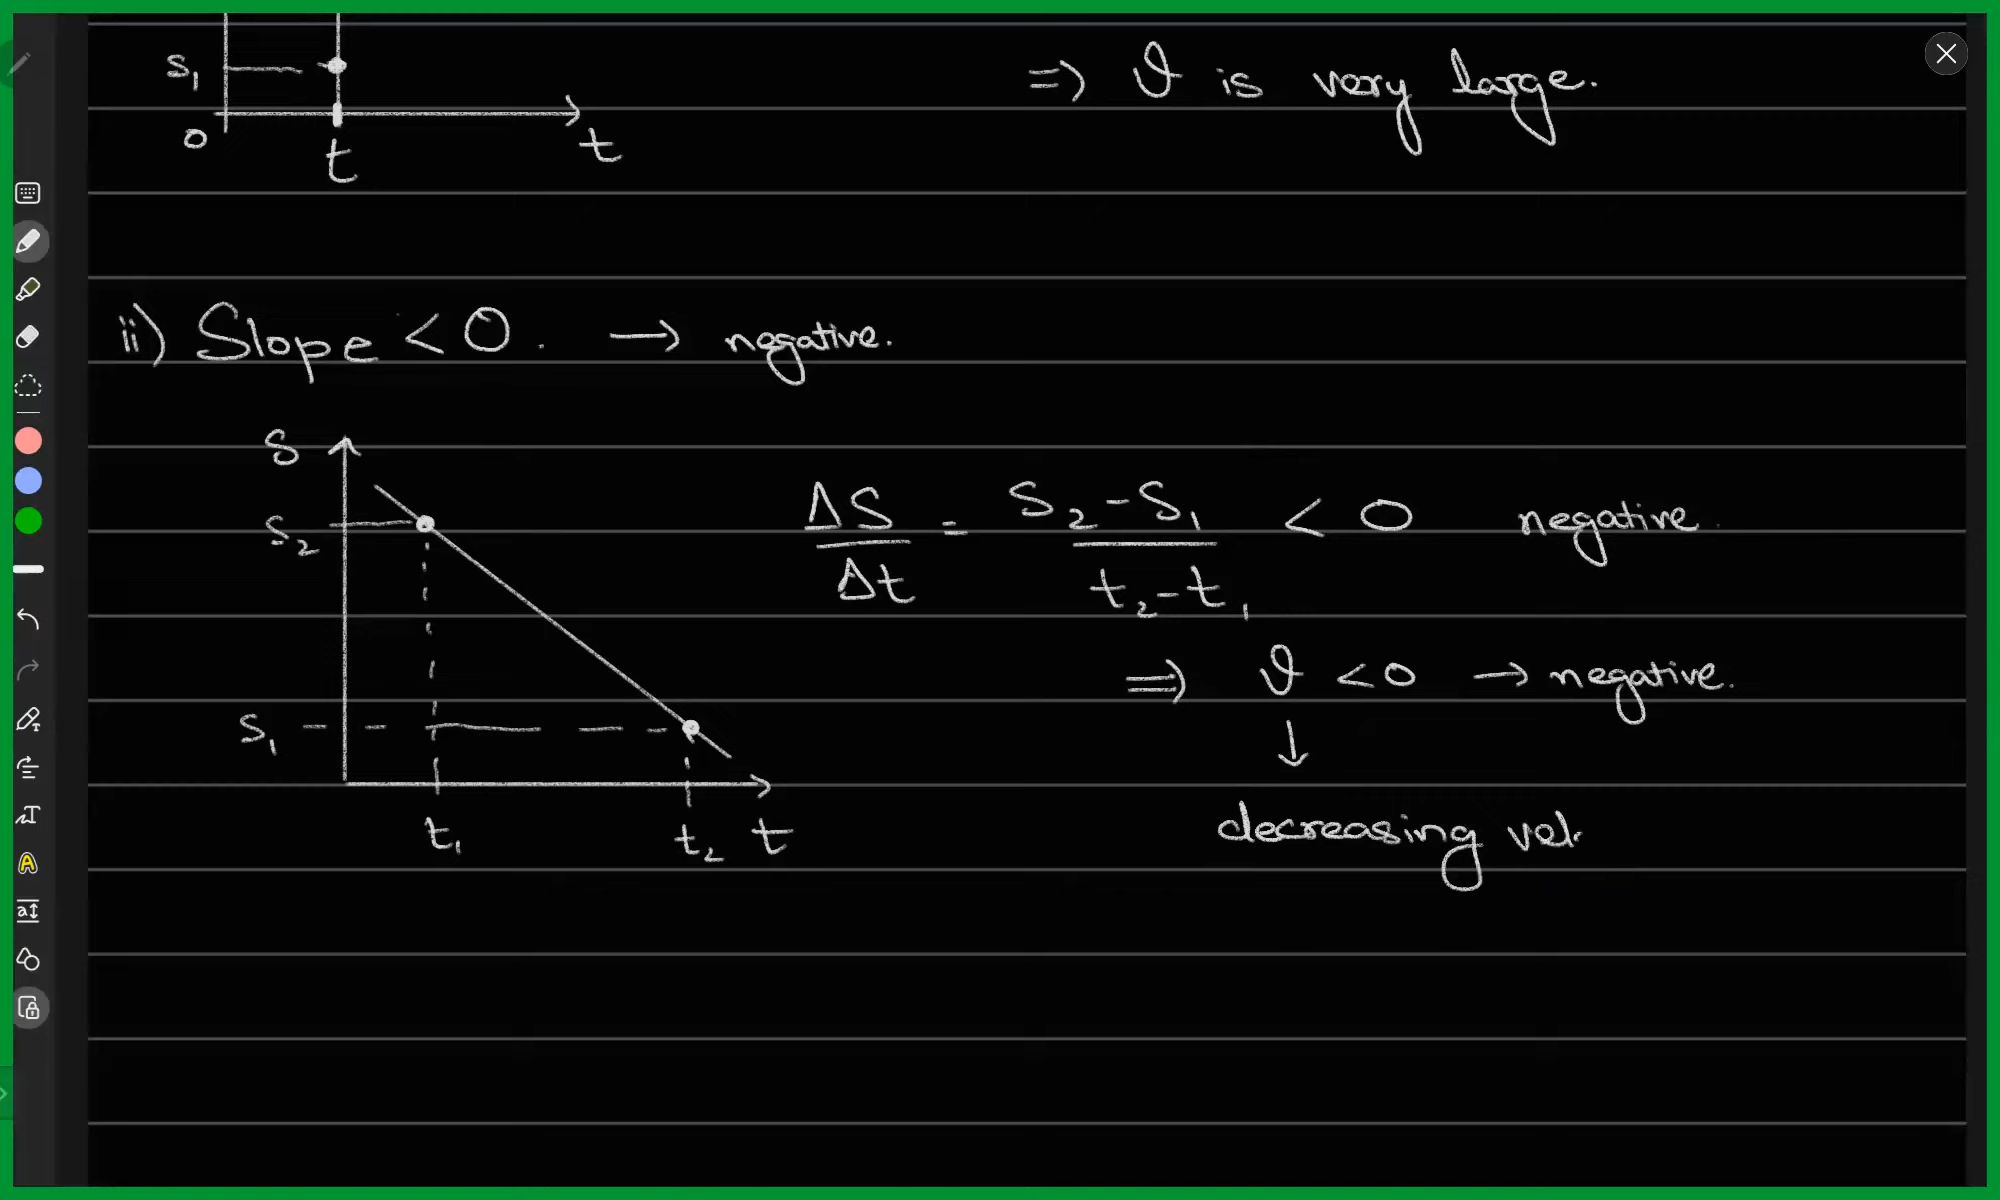 S₁
0
t
t
=> ϑ is very large.
ii) Slope < 0. → negative.
S
S₂
S₁
t₁
t₂
t
ΔS/Δt = S₂-S₁/t₂-t₁ < 0 negative.
=> ϑ < 0 → negative.
↓
decreasing vel.